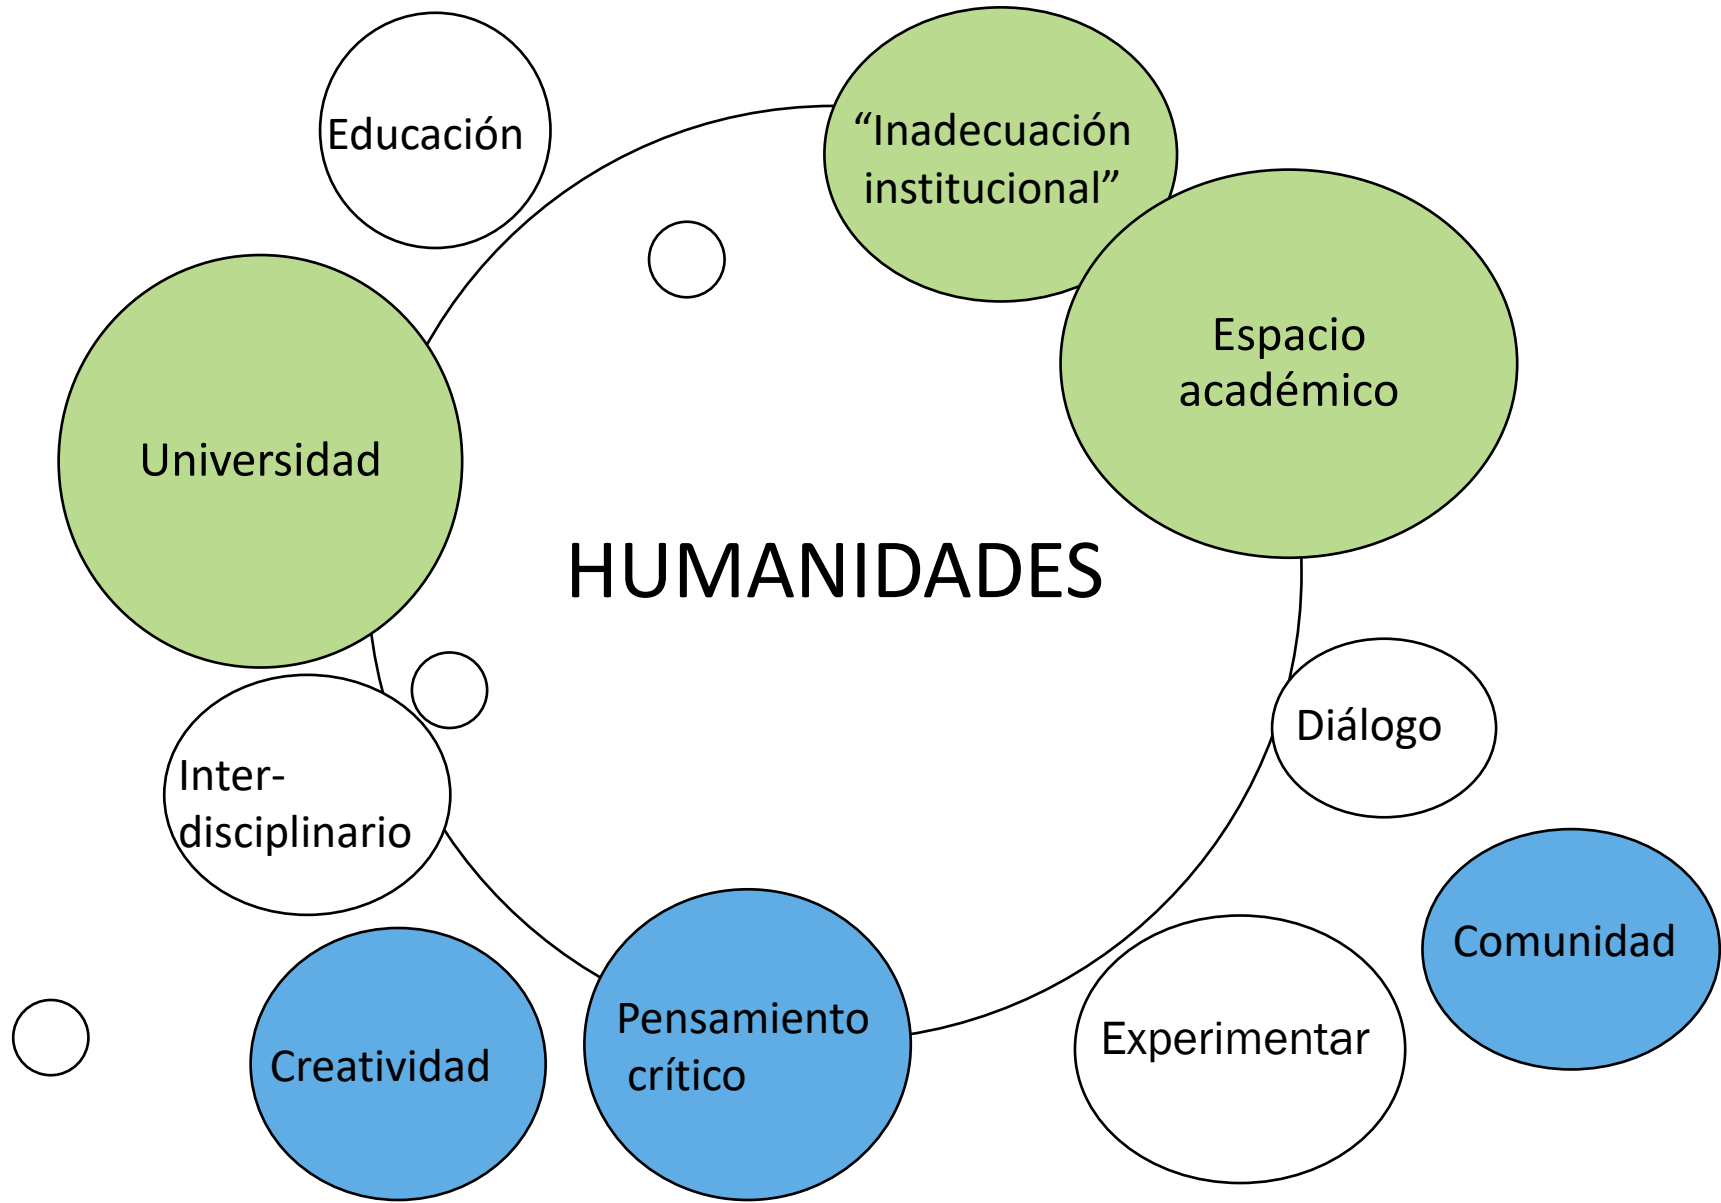 Educación
“Inadecuación
institucional”
Espacio
académico
Universidad
HUMANIDADES
Diálogo
Inter-
disciplinario
Comunidad
Pensamiento
crítico
Experimentar
Creatividad